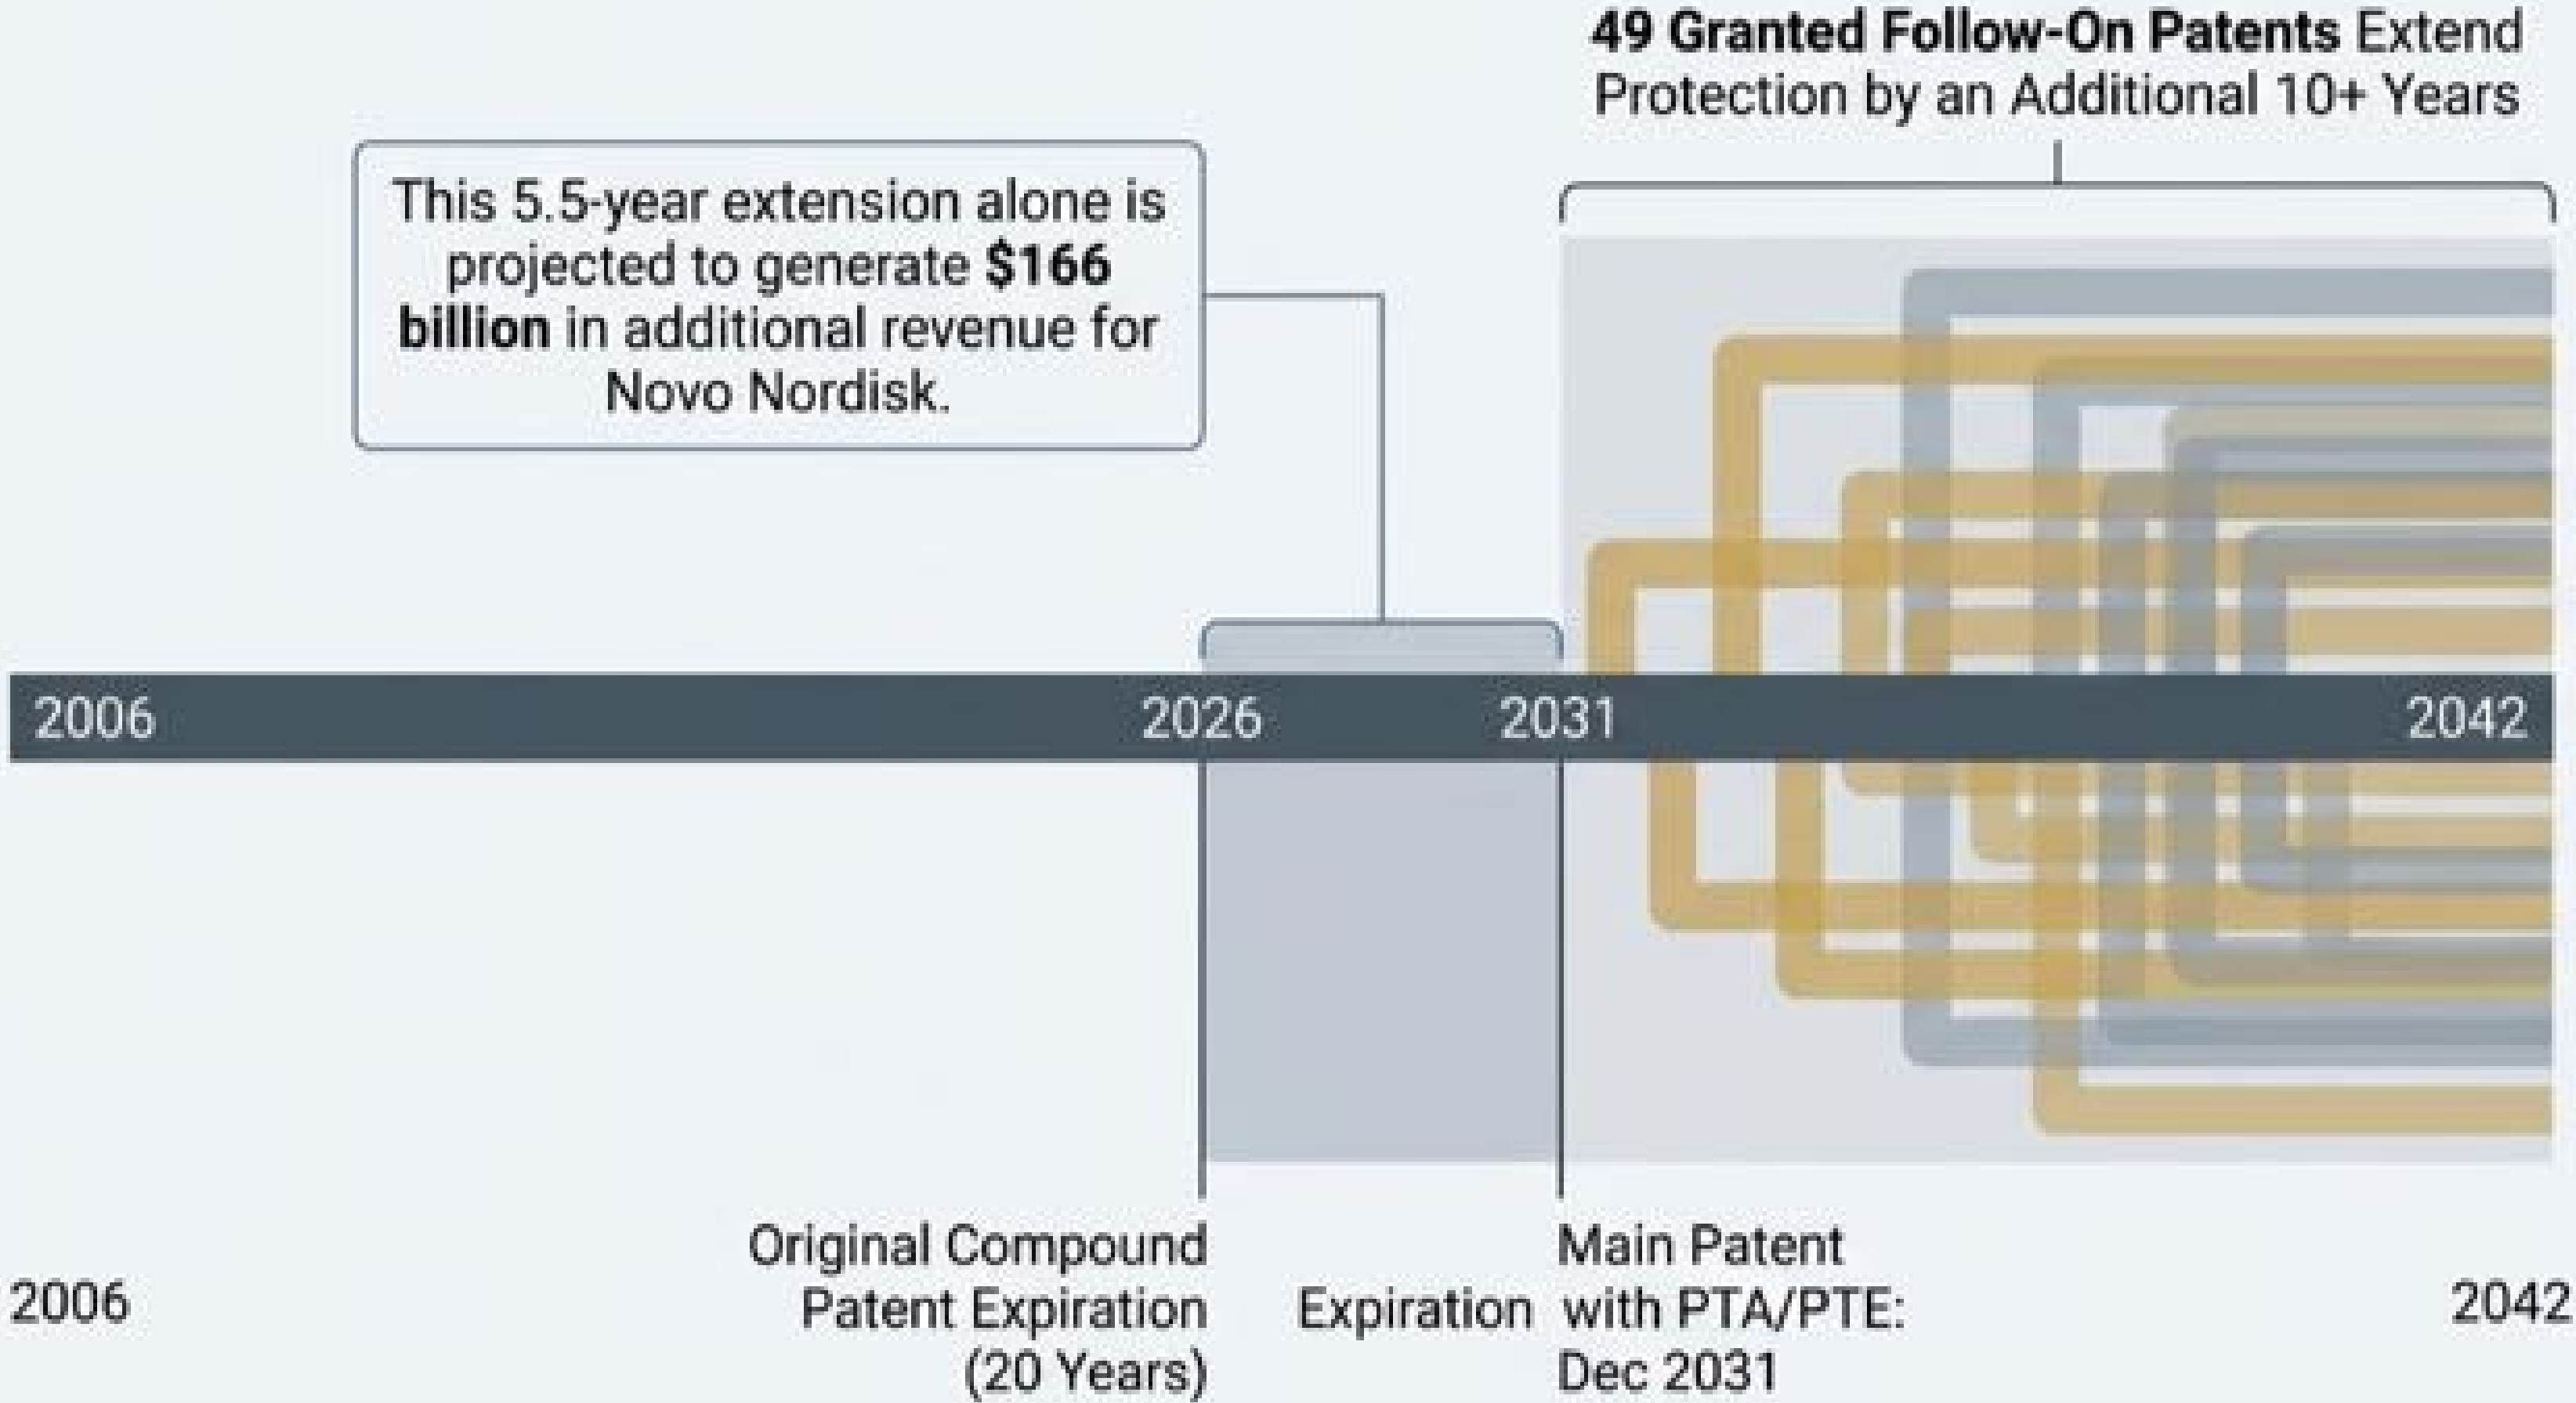 49 Granted Follow-On Patents Extend
Protection by an Additional 10+ Years
This 5.5-year extension alone is
projected to generate $166
billion in additional revenue for
Novo Nordisk.
2006 2026 2031 2042
Original Compound
Patent Expiration
(20 Years)
Main Patent
Expiration with PTA/PTE:
Dec 2031
2006
2042